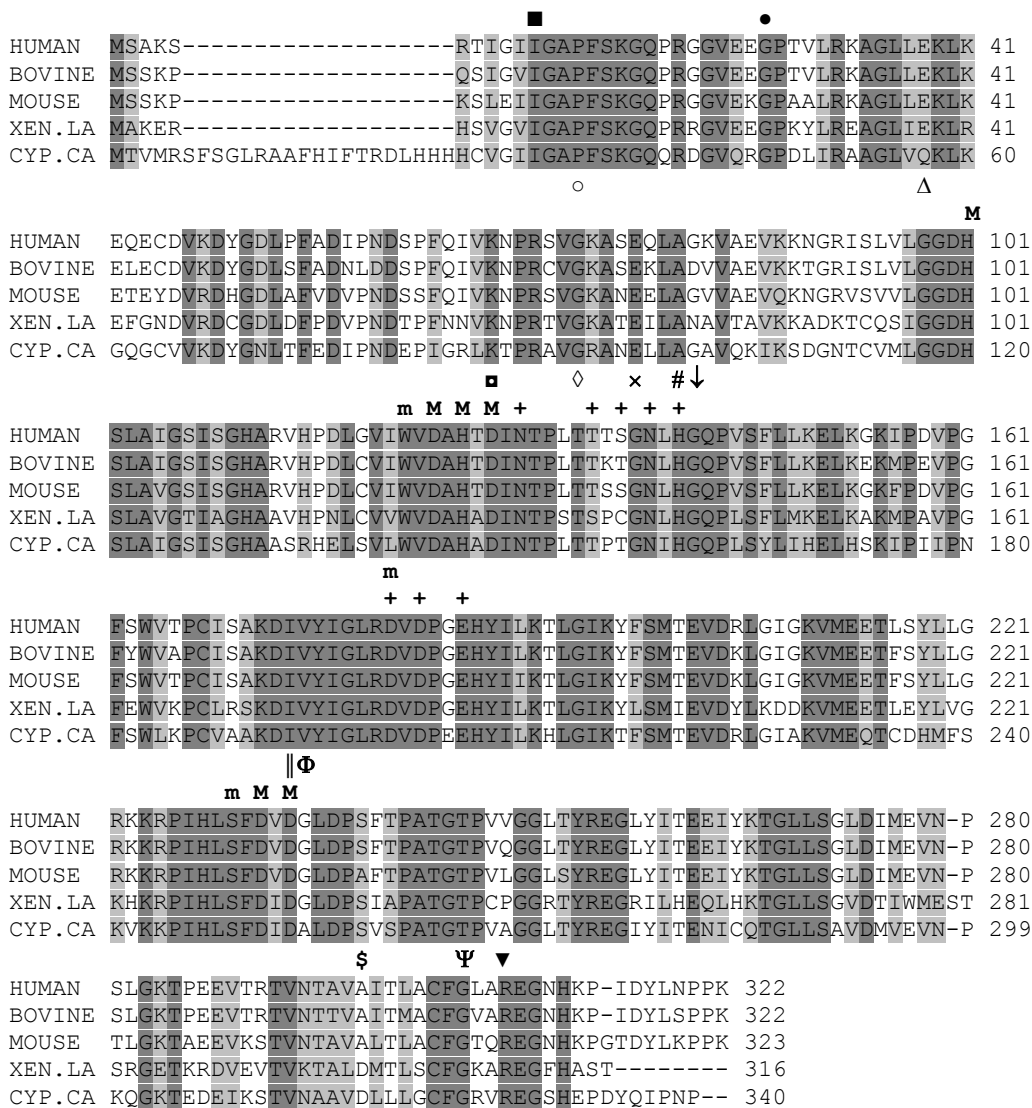 ■ ●
HUMAN MSAKS-------------------RTIGIIGAPFSKGQPRGGVEEGPTVLRKAGLLEKLK 41
BOVINE MSSKP-------------------QSIGVIGAPFSKGQPRGGVEEGPTVLRKAGLLEKLK 41
MOUSE MSSKP-------------------KSLEIIGAPFSKGQPRGGVEKGPAALRKAGLLEKLK 41
XEN.LA MAKER-------------------HSVGVIGAPFSKGQPRRGVEEGPKYLREAGLIEKLR 41
CYP.CA MTVMRSFSGLRAAFHIFTRDLHHHHCVGIIGAPFSKGQQRDGVQRGPDLIRAAGLVQKLK 60
○ Δ
M
HUMAN EQECDVKDYGDLPFADIPNDSPFQIVKNPRSVGKASEQLAGKVAEVKKNGRISLVLGGDH 101
BOVINE ELECDVKDYGDLSFADNLDDSPFQIVKNPRCVGKASEKLADVVAEVKKTGRISLVLGGDH 101
MOUSE ETEYDVRDHGDLAFVDVPNDSSFQIVKNPRSVGKANEELAGVVAEVQKNGRVSVVLGGDH 101
XEN.LA EFGNDVRDCGDLDFPDVPNDTPFNNVKNPRTVGKATEILANAVTAVKKADKTCQSIGGDH 101
CYP.CA GQGCVVKDYGNLTFEDIPNDEPIGRLKTPRAVGRANELLAGAVQKIKSDGNTCVMLGGDH 120
◘ ◊ × # ↓
m M M M + + + + +
HUMAN SLAIGSISGHARVHPDLGVIWVDAHTDINTPLTTTSGNLHGQPVSFLLKELKGKIPDVPG 161
BOVINE SLAIGSISGHARVHPDLCVIWVDAHTDINTPLTTKTGNLHGQPVSFLLKELKEKMPEVPG 161
MOUSE SLAVGSISGHARVHPDLCVIWVDAHTDINTPLTTSSGNLHGQPVSFLLKELKGKFPDVPG 161
XEN.LA SLAVGTIAGHAAVHPNLCVVWVDAHADINTPSTSPCGNLHGQPLSFLMKELKAKMPAVPG 161
CYP.CA SLAIGSISGHAASRHELSVLWVDAHADINTPLTTPTGNIHGQPLSYLIHELHSKIPIIPN 180
m
+ + +
HUMAN FSWVTPCISAKDIVYIGLRDVDPGEHYILKTLGIKYFSMTEVDRLGIGKVMEETLSYLLG 221
BOVINE FYWVAPCISAKDIVYIGLRDVDPGEHYILKTLGIKYFSMTEVDKLGIGKVMEETFSYLLG 221
MOUSE FSWVTPCISAKDIVYIGLRDVDPGEHYIIKTLGIKYFSMTEVDKLGIGKVMEETFSYLLG 221
XEN.LA FEWVKPCLRSKDIVYIGLRDVDPGEHYILKTLGIKYLSMIEVDYLKDDKVMEETLEYLVG 221
CYP.CA FSWLKPCVAAKDIVYIGLRDVDPEEHYILKHLGIKTFSMTEVDRLGIAKVMEQTCDHMFS 240
‖Φ
m M M
HUMAN RKKRPIHLSFDVDGLDPSFTPATGTPVVGGLTYREGLYITEEIYKTGLLSGLDIMEVN-P 280
BOVINE RKKRPIHLSFDVDGLDPSFTPATGTPVQGGLTYREGLYITEEIYKTGLLSGLDIMEVN-P 280
MOUSE RKKRPIHLSFDVDGLDPAFTPATGTPVLGGLSYREGLYITEEIYKTGLLSGLDIMEVN-P 280
XEN.LA KHKRPIHLSFDIDGLDPSIAPATGTPCPGGRTYREGRILHEQLHKTGLLSGVDTIWMEST 281
CYP.CA KVKKPIHLSFDIDALDPSVSPATGTPVAGGLTYREGIYITENICQTGLLSAVDMVEVN-P 299
$ Ψ ▼
HUMAN SLGKTPEEVTRTVNTAVAITLACFGLAREGNHKP-IDYLNPPK 322
BOVINE SLGKTPEEVTRTVNTTVAITMACFGVAREGNHKP-IDYLSPPK 322
MOUSE TLGKTAEEVKSTVNTAVALTLACFGTQREGNHKPGTDYLKPPK 323
XEN.LA SRGETKRDVEVTVKTALDMTLSCFGKAREGFHAST-------- 316
CYP.CA KQGKTEDEIKSTVNAAVDLLLGCFGRVREGSHEPDYQIPNP-- 340